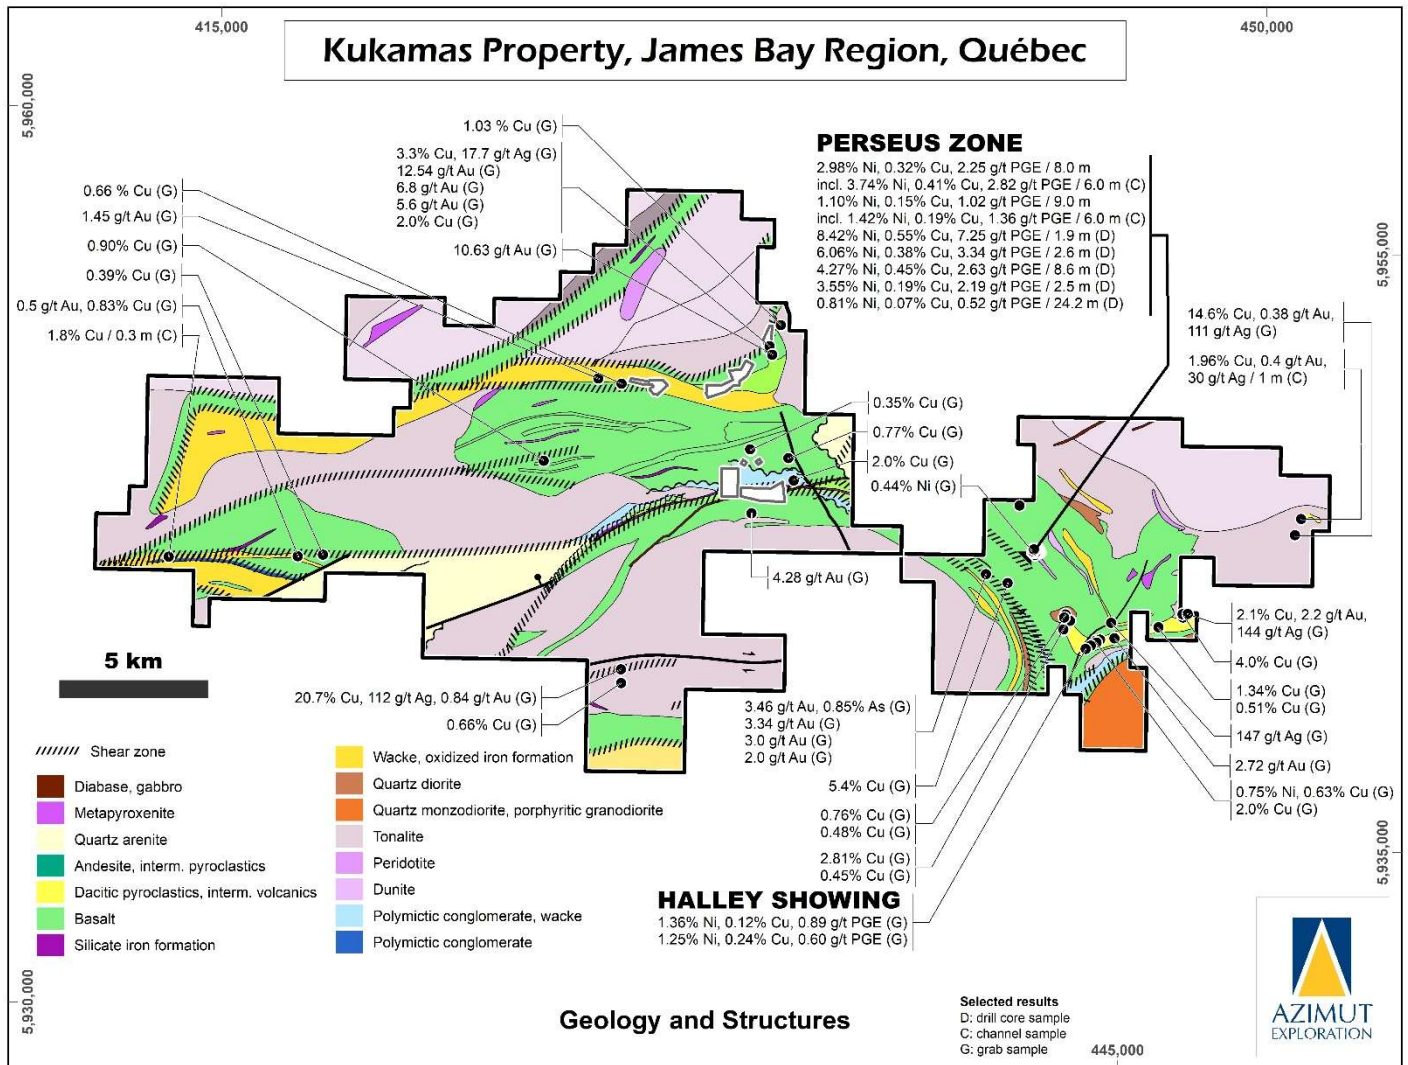 415,000
450,000
Kukamas Property, James Bay Region, Québec
5,960,000
5,955,000
1.03 % Cu (G)
3.3% Cu, 17.7 g/t Ag (G)
12.54 g/t Au (G)
6.8 g/t Au (G)
5.6 g/t Au (G)
2.0% Cu (G)
10.63 g/t Au (G)
0.66 % Cu (G)
1.45 g/t Au (G)
0.90% Cu (G)
0.39% Cu (G)
0.5 g/t Au, 0.83% Cu (G)
1.8% Cu / 0.3 m (C)
PERSEUS ZONE
2.98% Ni, 0.32% Cu, 2.25 g/t PGE / 8.0 m
incl. 3.74% Ni, 0.41% Cu, 2.82 g/t PGE / 6.0 m (C)
1.10% Ni, 0.15% Cu, 1.02 g/t PGE / 9.0 m
incl. 1.42% Ni, 0.19% Cu, 1.36 g/t PGE / 6.0 m (C)
8.42% Ni, 0.55% Cu, 7.25 g/t PGE / 1.9 m (D)
6.06% Ni, 0.38% Cu, 3.34 g/t PGE / 2.6 m (D)
4.27% Ni, 0.45% Cu, 2.63 g/t PGE / 8.6 m (D)
3.55% Ni, 0.19% Cu, 2.19 g/t PGE / 2.5 m (D)
0.81% Ni, 0.07% Cu, 0.52 g/t PGE / 24.2 m (D)
14.6% Cu, 0.38 g/t Au,
111 g/t Ag (G)
1.96% Cu, 0.4 g/t Au,
30 g/t Ag / 1 m (C)
0.35% Cu (G)
0.77% Cu (G)
2.0% Cu (G)
0.44% Ni (G)
4.28 g/t Au (G)
5 km
20.7% Cu, 112 g/t Ag, 0.84 g/t Au (G)
0.66% Cu (G)
3.46 g/t Au, 0.85% As (G)
3.34 g/t Au (G)
3.0 g/t Au (G)
2.0 g/t Au (G)
5.4% Cu (G)
0.76% Cu (G)
0.48% Cu (G)
2.81% Cu (G)
0.45% Cu (G)
2.1% Cu, 2.2 g/t Au,
144 g/t Ag (G)
4.0% Cu (G)
1.34% Cu (G)
0.51% Cu (G)
147 g/t Ag (G)
2.72 g/t Au (G)
0.75% Ni, 0.63% Cu (G)
2.0% Cu (G)
HALLEY SHOWING
1.36% Ni, 0.12% Cu, 0.89 g/t PGE (G)
1.25% Ni, 0.24% Cu, 0.60 g/t PGE (G)
Shear zone
Diabase, gabbro
Metapyroxenite
Quartz arenite
Andesite, interm. pyroclastics
Dacitic pyroclastics, interm. volcanics
Basalt
Silicate iron formation
Wacke, oxidized iron formation
Quartz diorite
Quartz monzodiorite, porphyritic granodiorite
Tonalite
Peridotite
Dunite
Polymictic conglomerate, wacke
Polymictic conglomerate
5,935,000
5,930,000
Geology and Structures
Selected results
D: drill core sample
C: channel sample
G: grab sample
445,000
AZIMUT
EXPLORATION